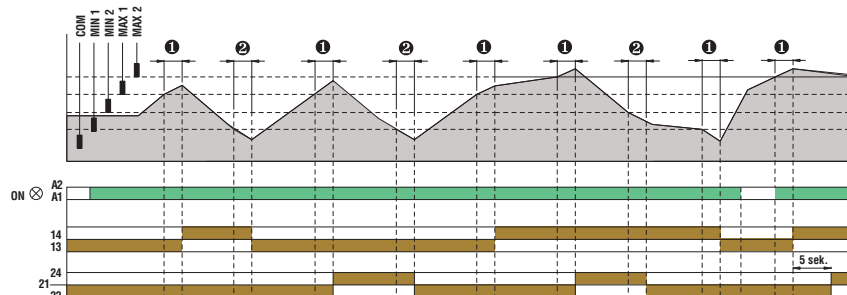 COM
MIN 1
MIN 2
MAX 1
MAX 2
❶ ❷ ❶ ❷ ❶ ❶ ❷ ❶ ❶
A2
ON A1
14
13
5 sek.
24
21